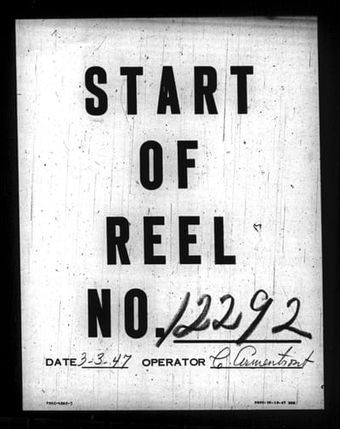 START
OF
REEL
NO. 12292
DATE 3-3-47 OPERATOR C. Armentrout